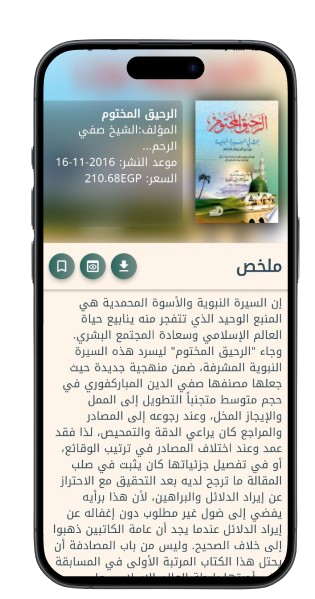 الرحيق المختوم
الرحيق المختوم
المؤلف:الشيخ صفي
الرحم...
موعد النشر: 2016-11-16
السعر: 210.68EGP
ملخص
إن السيرة النبوية والأسوة المحمدية هي
المنبع الوحيد الذي تتفجر منه ينابيع حياة
العالم الإسلامي وسعادة المجتمع البشري.
وجاء "الرحيق المختوم" ليسرد هذه السيرة
النبوية المشرفة، ضمن منهجية جديدة حيث
جعلها مصنفها صفي الدين المباركفوري في
حجم متوسط متجنباً التطويل إلى الممل
والإيجاز المخل، وعند رجوعه إلى المصادر
والمراجع كان يراعي الدقة والتمحيص، لذا فقد
عمد وعند اختلاف المصادر في ترتيب الوقائع،
أو في تفصيل جزئياتها كان يثبت في صلب
المقالة ما ترجح لديه بعد التحقيق مع الاحتراز
عن إيراد الدلائل والبراهين، لأن هذا برأيه
يفضي إلى ضول غير مطلوب دون إغفاله عن
إيراد الدلائل عندما يجد أن عامة الكاتبين ذهبوا
إلى خلاف الصحيح. وليس من باب المصادفة أن
يحتل هذا الكتاب المرتبة الأولى في المسابقة